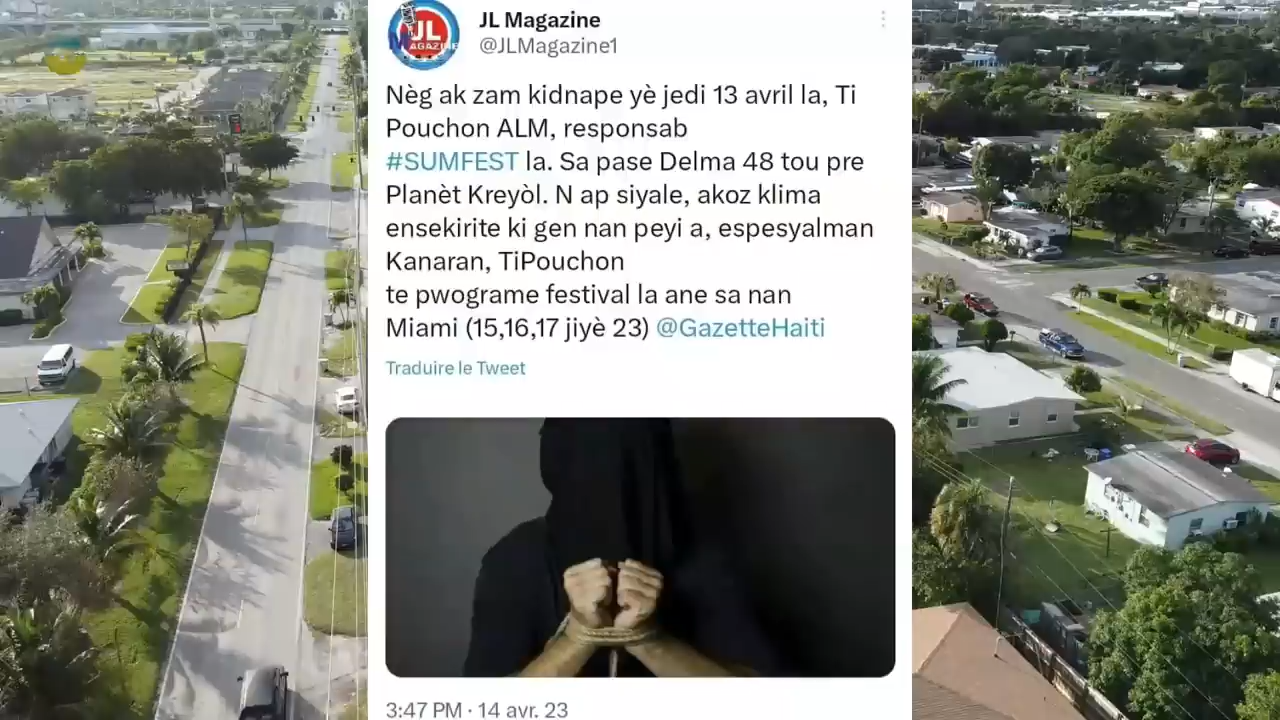 JL
MAGAZINE
JL Magazine
@JLMagazine1
Nèg ak zam kidnape yè jedi 13 avril la, Ti
Pouchon ALM, responsab
#SUMFEST la. Sa pase Delma 48 tou pre
Planèt Kreyòl. N ap siyale, akoz klima
ensekirite ki gen nan peyi a, espesyalman
Kanaran, TiPouchon
te pwograme festival la ane sa nan
Miami (15,16,17 jiyè 23) @GazetteHaiti
Traduire le Tweet
3:47 PM · 14 avr. 23